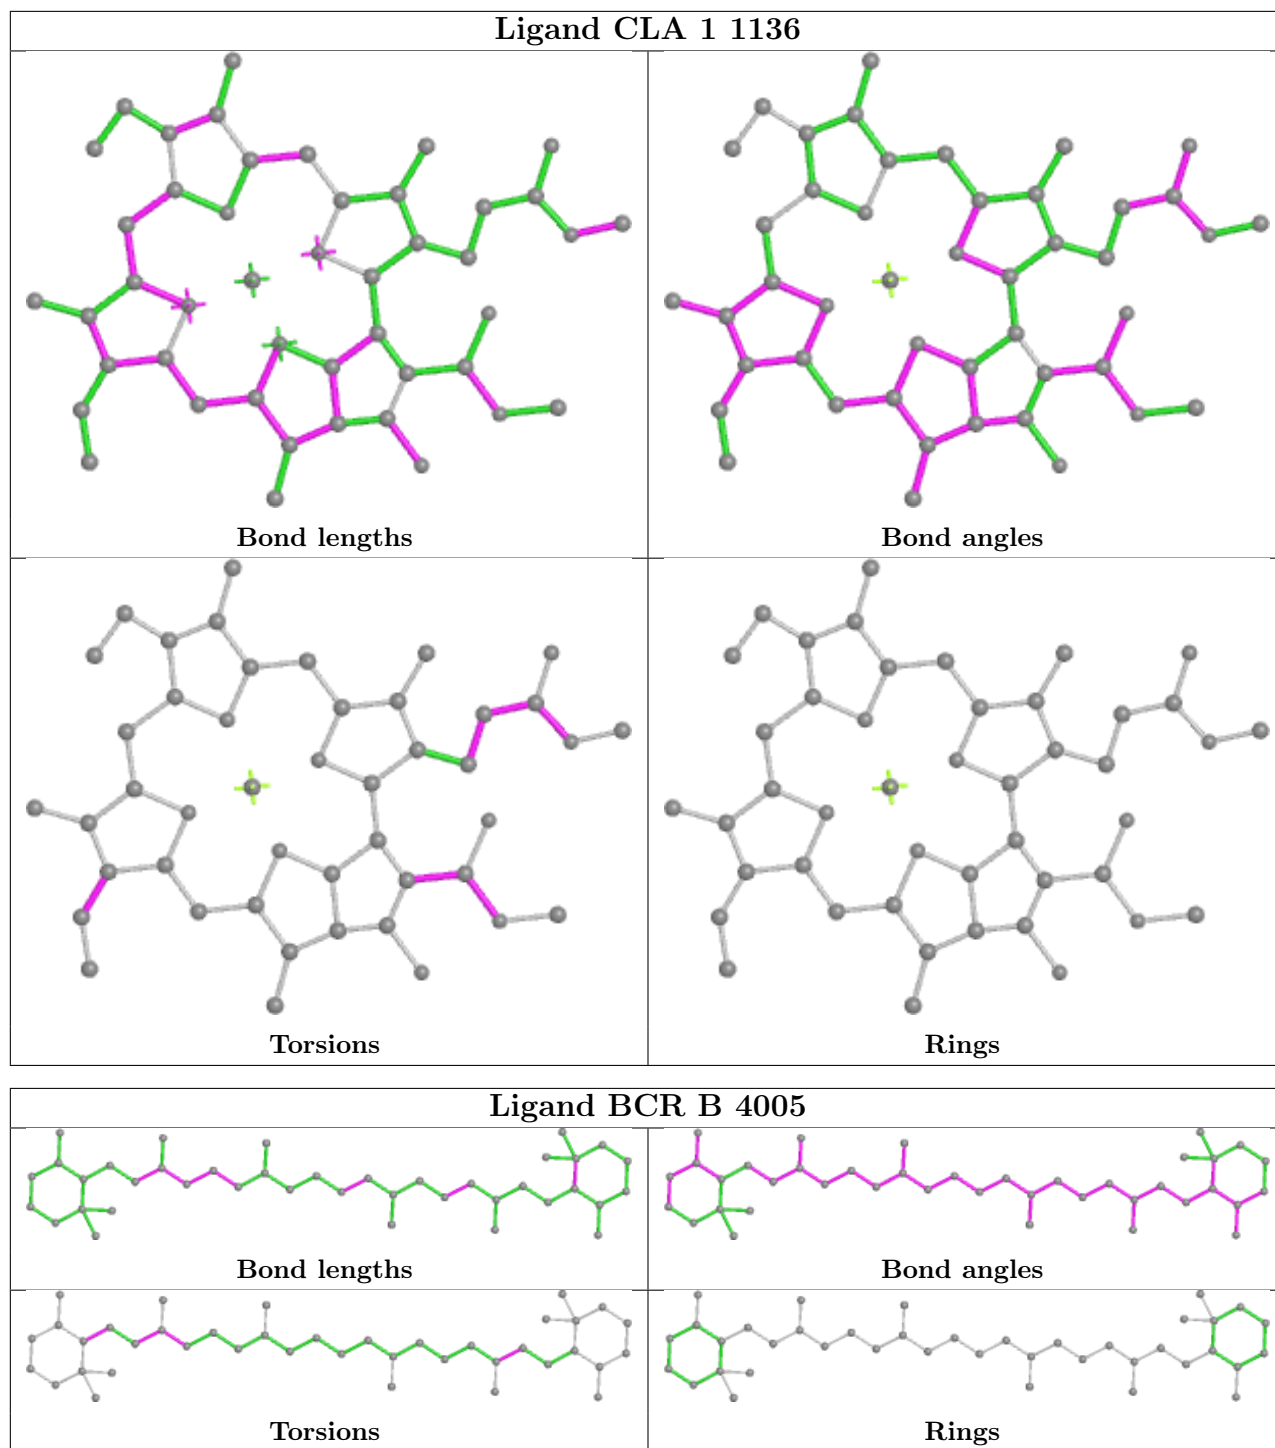 Ligand CLA 1 1136
Bond lengths
Bond angles
Torsions
Rings
Ligand BCR B 4005
Bond lengths
Bond angles
Torsions
Rings